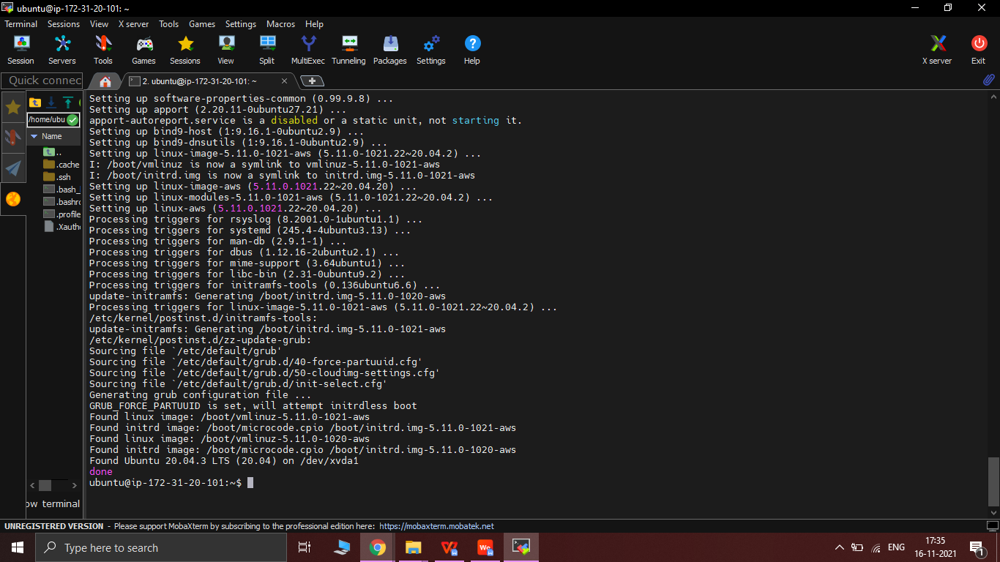 ubuntu@ip-172-31-20-101: ~
Terminal Sessions View X server Tools Games Settings Macros Help
Session Servers Tools Games Sessions View Split MultiExec Tunneling Packages Settings Help X server Exit
Quick connec
2. ubuntu@ip-172-31-20-101: ~
/home/ubu
Name
..
.cache
.ssh
.bash_
.bashrc
.profile
.Xauth
ow terminal
Setting up software-properties-common (0.99.9.8) ...
Setting up apport (2.20.11-0ubuntu27.21) ...
apport-autoreport.service is a disabled or a static unit, not starting it.
Setting up bind9-host (1:9.16.1-0ubuntu2.9) ...
Setting up bind9-dnsutils (1:9.16.1-0ubuntu2.9) ...
Setting up linux-image-5.11.0-1021-aws (5.11.0-1021.22~20.04.2) ...
I: /boot/vmlinuz is now a symlink to vmlinuz-5.11.0-1021-aws
I: /boot/initrd.img is now a symlink to initrd.img-5.11.0-1021-aws
Setting up linux-image-aws (5.11.0.1021.22~20.04.20) ...
Setting up linux-modules-5.11.0-1021-aws (5.11.0-1021.22~20.04.2) ...
Setting up linux-aws (5.11.0.1021.22~20.04.20) ...
Processing triggers for rsyslog (8.2001.0-1ubuntu1.1) ...
Processing triggers for systemd (245.4-4ubuntu3.13) ...
Processing triggers for man-db (2.9.1-1) ...
Processing triggers for dbus (1.12.16-2ubuntu2.1) ...
Processing triggers for mime-support (3.64ubuntu1) ...
Processing triggers for libc-bin (2.31-0ubuntu9.2) ...
Processing triggers for initramfs-tools (0.136ubuntu6.6) ...
update-initramfs: Generating /boot/initrd.img-5.11.0-1020-aws
Processing triggers for linux-image-5.11.0-1021-aws (5.11.0-1021.22~20.04.2) ...
/etc/kernel/postinst.d/initramfs-tools:
update-initramfs: Generating /boot/initrd.img-5.11.0-1021-aws
/etc/kernel/postinst.d/zz-update-grub:
Sourcing file `/etc/default/grub'
Sourcing file `/etc/default/grub.d/40-force-partuuid.cfg'
Sourcing file `/etc/default/grub.d/50-cloudimg-settings.cfg'
Sourcing file `/etc/default/grub.d/init-select.cfg'
Generating grub configuration file ...
GRUB_FORCE_PARTUUID is set, will attempt initrdless boot
Found linux image: /boot/vmlinuz-5.11.0-1021-aws
Found initrd image: /boot/microcode.cpio /boot/initrd.img-5.11.0-1021-aws
Found linux image: /boot/vmlinuz-5.11.0-1020-aws
Found initrd image: /boot/microcode.cpio /boot/initrd.img-5.11.0-1020-aws
Found Ubuntu 20.04.3 LTS (20.04) on /dev/xvda1
done
ubuntu@ip-172-31-20-101:~$
UNREGISTERED VERSION - Please support MobaXterm by subscribing to the professional edition here: https://mobaxterm.mobatek.net
Type here to search
ENG
17:35
16-11-2021
1